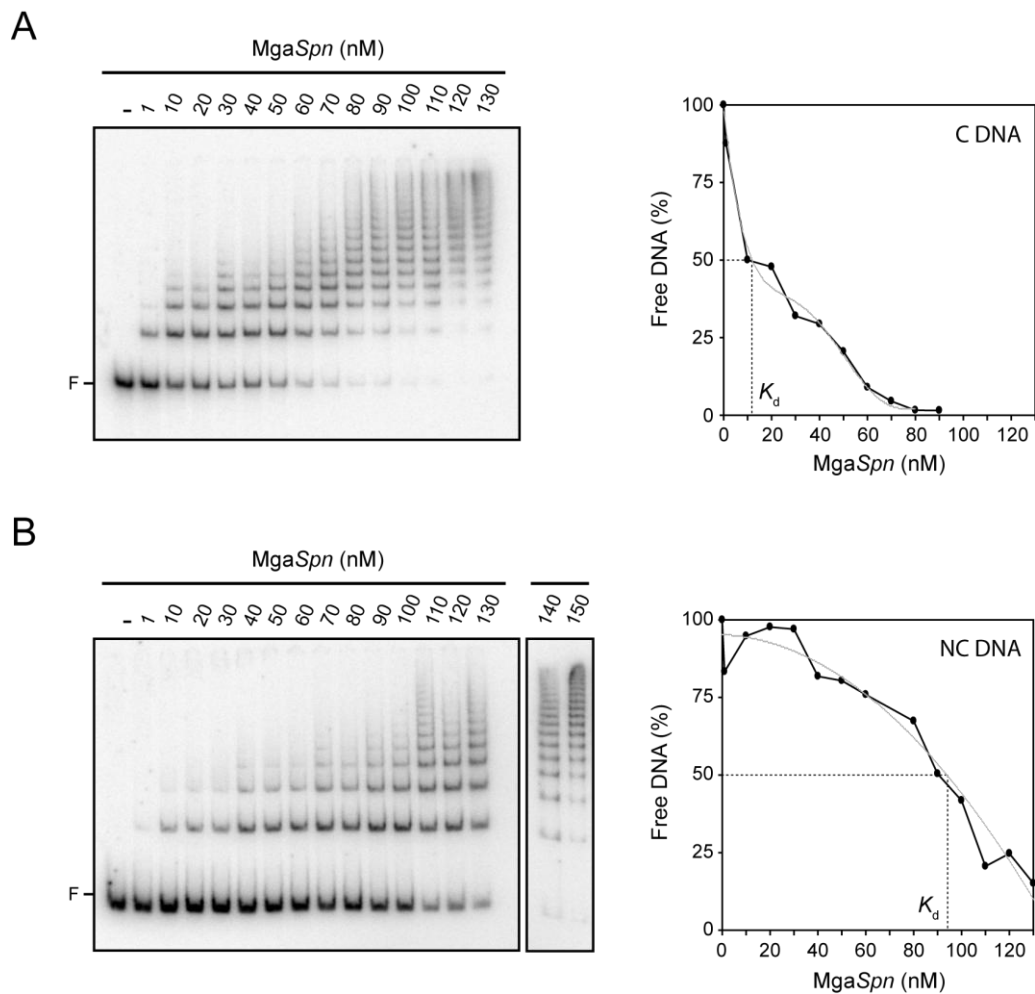 A
MgaSpn (nM)
- 1 10 20 30 40 50 60 70 80 90 100 110 120 130
F
C DNA
Free DNA (%)
100
75
50
25
0
Kd
0 20 40 60 80 100 120
MgaSpn (nM)
B
MgaSpn (nM)
- 1 10 20 30 40 50 60 70 80 90 100 110 120 130 140 150
F
NC DNA
Free DNA (%)
100
75
50
25
0
Kd
0 20 40 60 80 100 120
MgaSpn (nM)